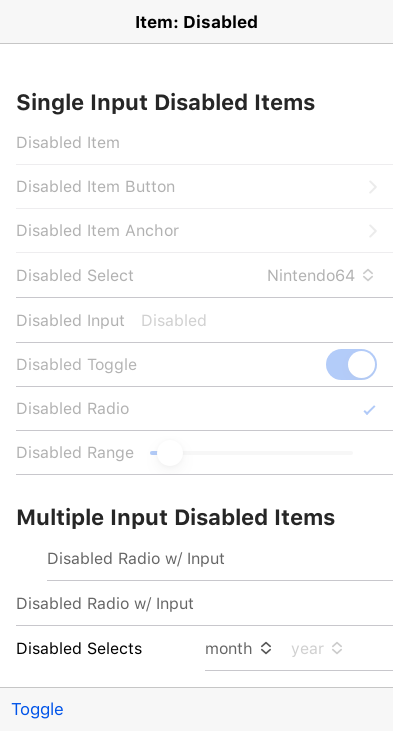 Item: Disabled
Single Input Disabled Items
Disabled Item
Disabled Item Button
Disabled Item Anchor
Disabled Select Nintendo64
Disabled Input Disabled
Disabled Toggle
Disabled Radio
Disabled Range
Multiple Input Disabled Items
Disabled Radio w/ Input
Disabled Radio w/ Input
Disabled Selects month year
Toggle